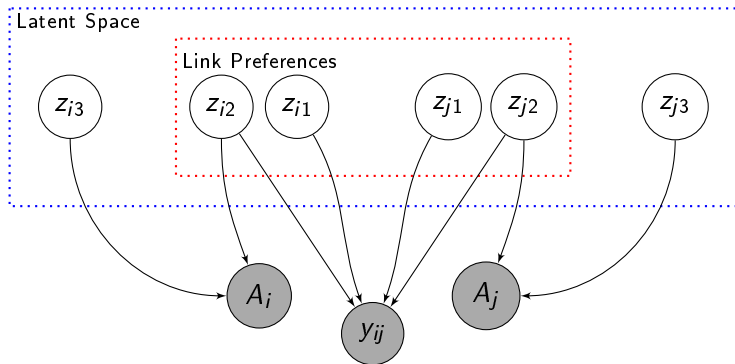 Latent Space
Link Preferences
z_{i3} z_{i2} z_{i1} z_{j1} z_{j2} z_{j3}
A_i A_j
y_{ij}